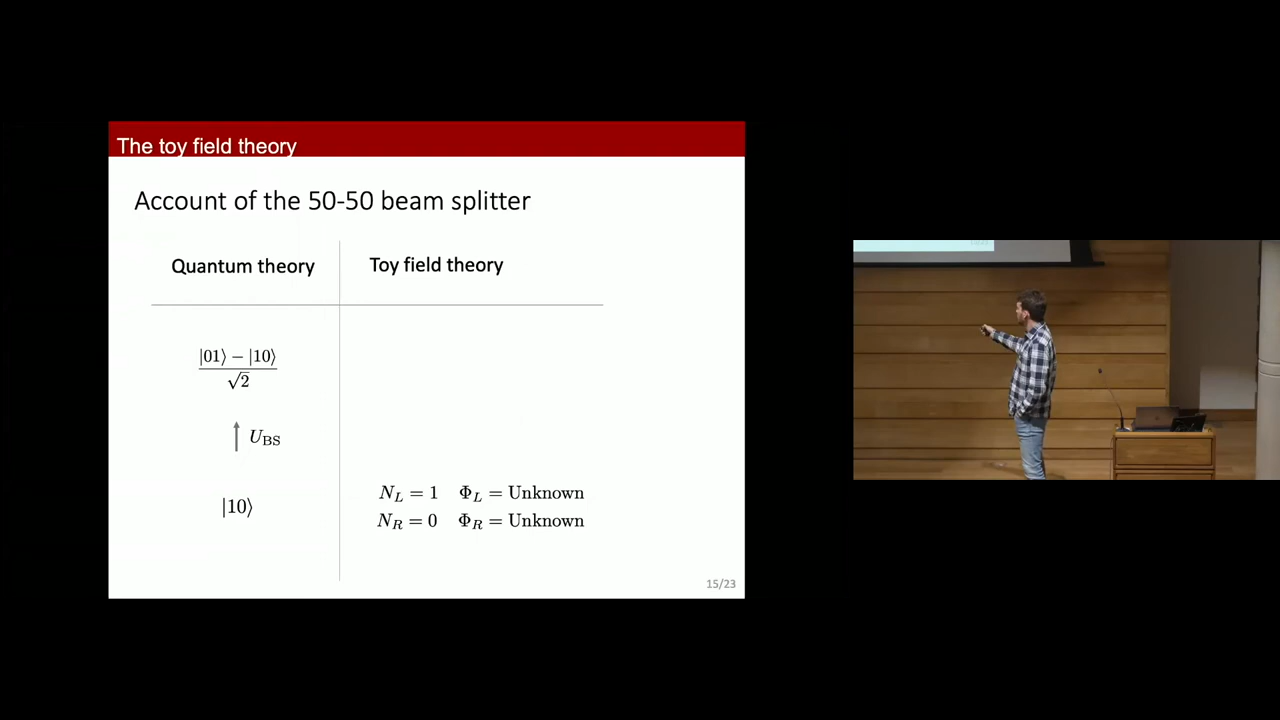 The toy field theory
Account of the 50-50 beam splitter
Quantum theory
Toy field theory
|01⟩ − |10⟩
√2
↑ U_BS
|10⟩
N_L = 1 Φ_L = Unknown
N_R = 0 Φ_R = Unknown
15/23